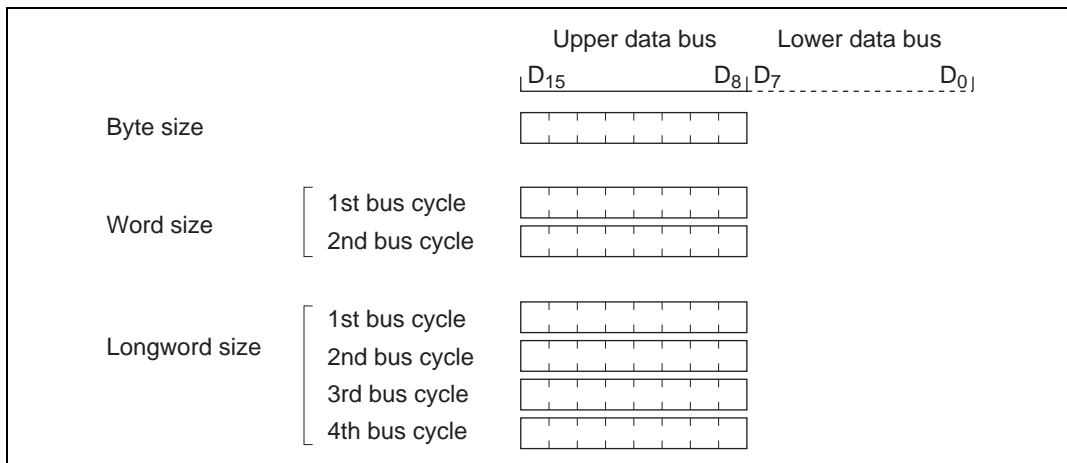 Upper data bus Lower data bus
D15 D8 D7 D0
Byte size
Word size
1st bus cycle
2nd bus cycle
Longword size
1st bus cycle
2nd bus cycle
3rd bus cycle
4th bus cycle